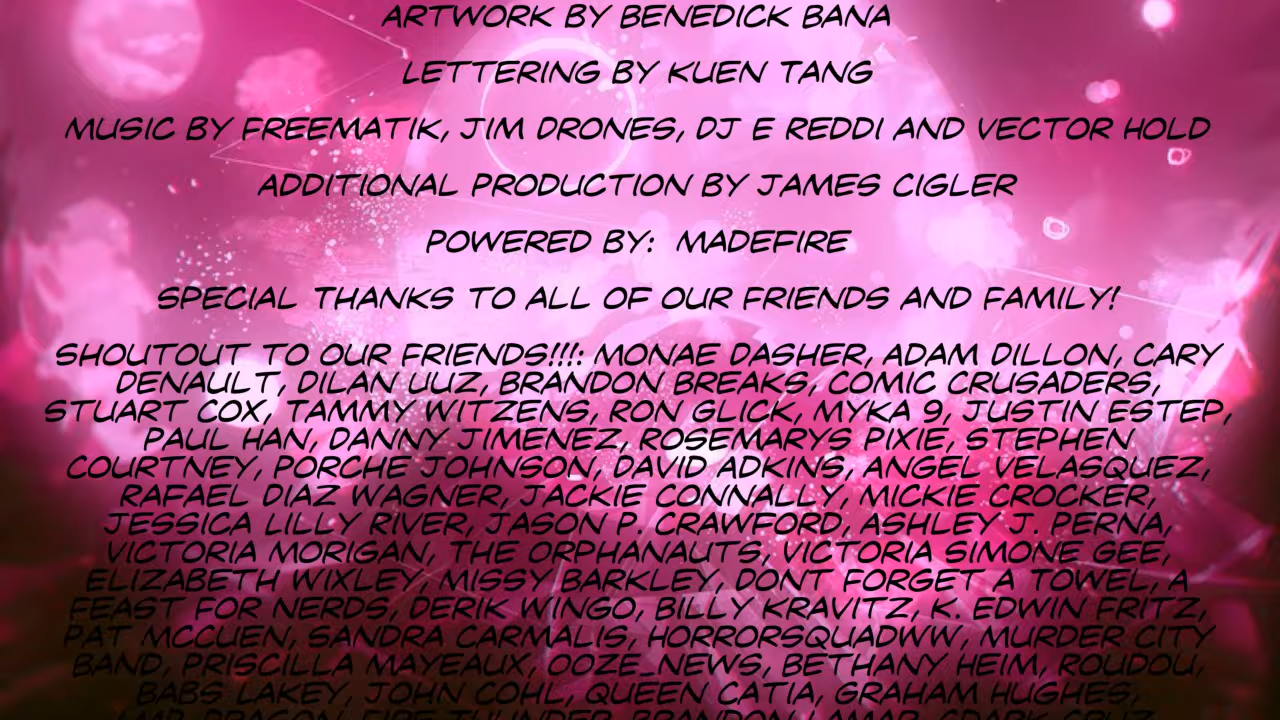 ARTWORK BY BENEDICK BANA
LETTERING BY KUEN TANG
MUSIC BY FREEMATIK, JIM DRONES, DJ E REDDI AND VECTOR HOLD
ADDITIONAL PRODUCTION BY JAMES CIGLER
POWERED BY: MADEFIRE
SPECIAL THANKS TO ALL OF OUR FRIENDS AND FAMILY!
SHOUTOUT TO OUR FRIENDS!!!: MONAE DASHER, ADAM DILLON, CARY
DENAULT, DILAN UUZ, BRANDON BREAKS, COMIC CRUSADERS,
STUART COX, TAMMY WITZENS, RON GLICK, MYKA 9, JUSTIN ESTEP,
PAUL HAN, DANNY JIMENEZ, ROSEMARYS PIXIE, STEPHEN
COURTNEY, PORCHE JOHNSON, DAVID ADKINS, ANGEL VELASQUEZ,
RAFAEL DIAZ WAGNER, JACKIE CONNALLY, MICKIE CROCKER,
JESSICA LILLY RIVER, JASON P. CRAWFORD, ASHLEY J. PERNA,
VICTORIA MORIGAN, THE ORPHANAUTS, VICTORIA SIMONE GEE,
ELIZABETH WIXLEY, MISSY BARKLEY, DONT FORGET A TOWEL, A
FEAST FOR NERDS, DERIK WINGO, BILLY KRAVITZ, K. EDWIN FRITZ,
PAT MCCUEN, SANDRA CARMALIS, HORRORSQUADWW, MURDER CITY
BAND, PRISCILLA MAYEAUX, OOZE_NEWS, BETHANY HEIM, ROUDOU,
BABS LAKEY, JOHN COHL, QUEEN CATIA, GRAHAM HUGHES,
DRAGON FIRE THUNDER, BRANDON